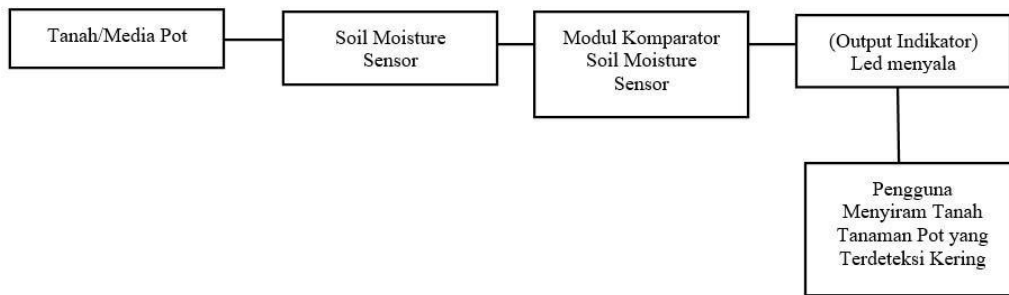 Tanah/Media Pot
Soil Moisture
Sensor
Modul Komparator
Soil Moisture
Sensor
(Output Indikator)
Led menyala
Pengguna
Menyiram Tanah
Tanaman Pot yang
Terdeteksi Kering